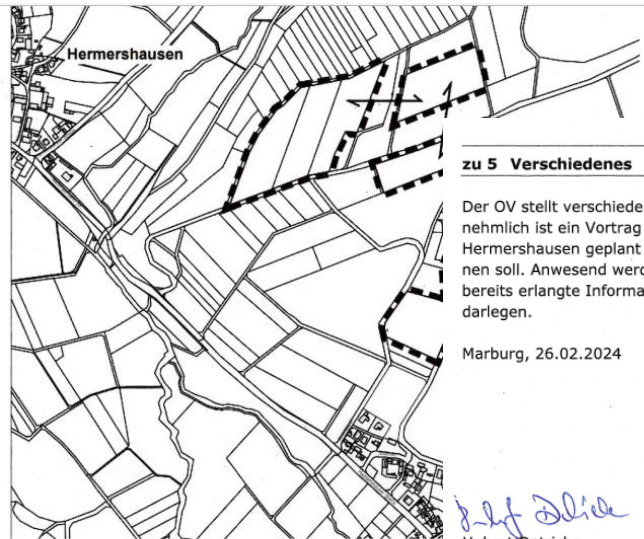 Hermershausen
zu 5 Verschiedenes
Der OV stellt verschiede
nehmlich ist ein Vortrag
Hermershausen geplant
nen soll. Anwesend werd
bereits erlangte Informa
darlegen.
Marburg, 26.02.2024